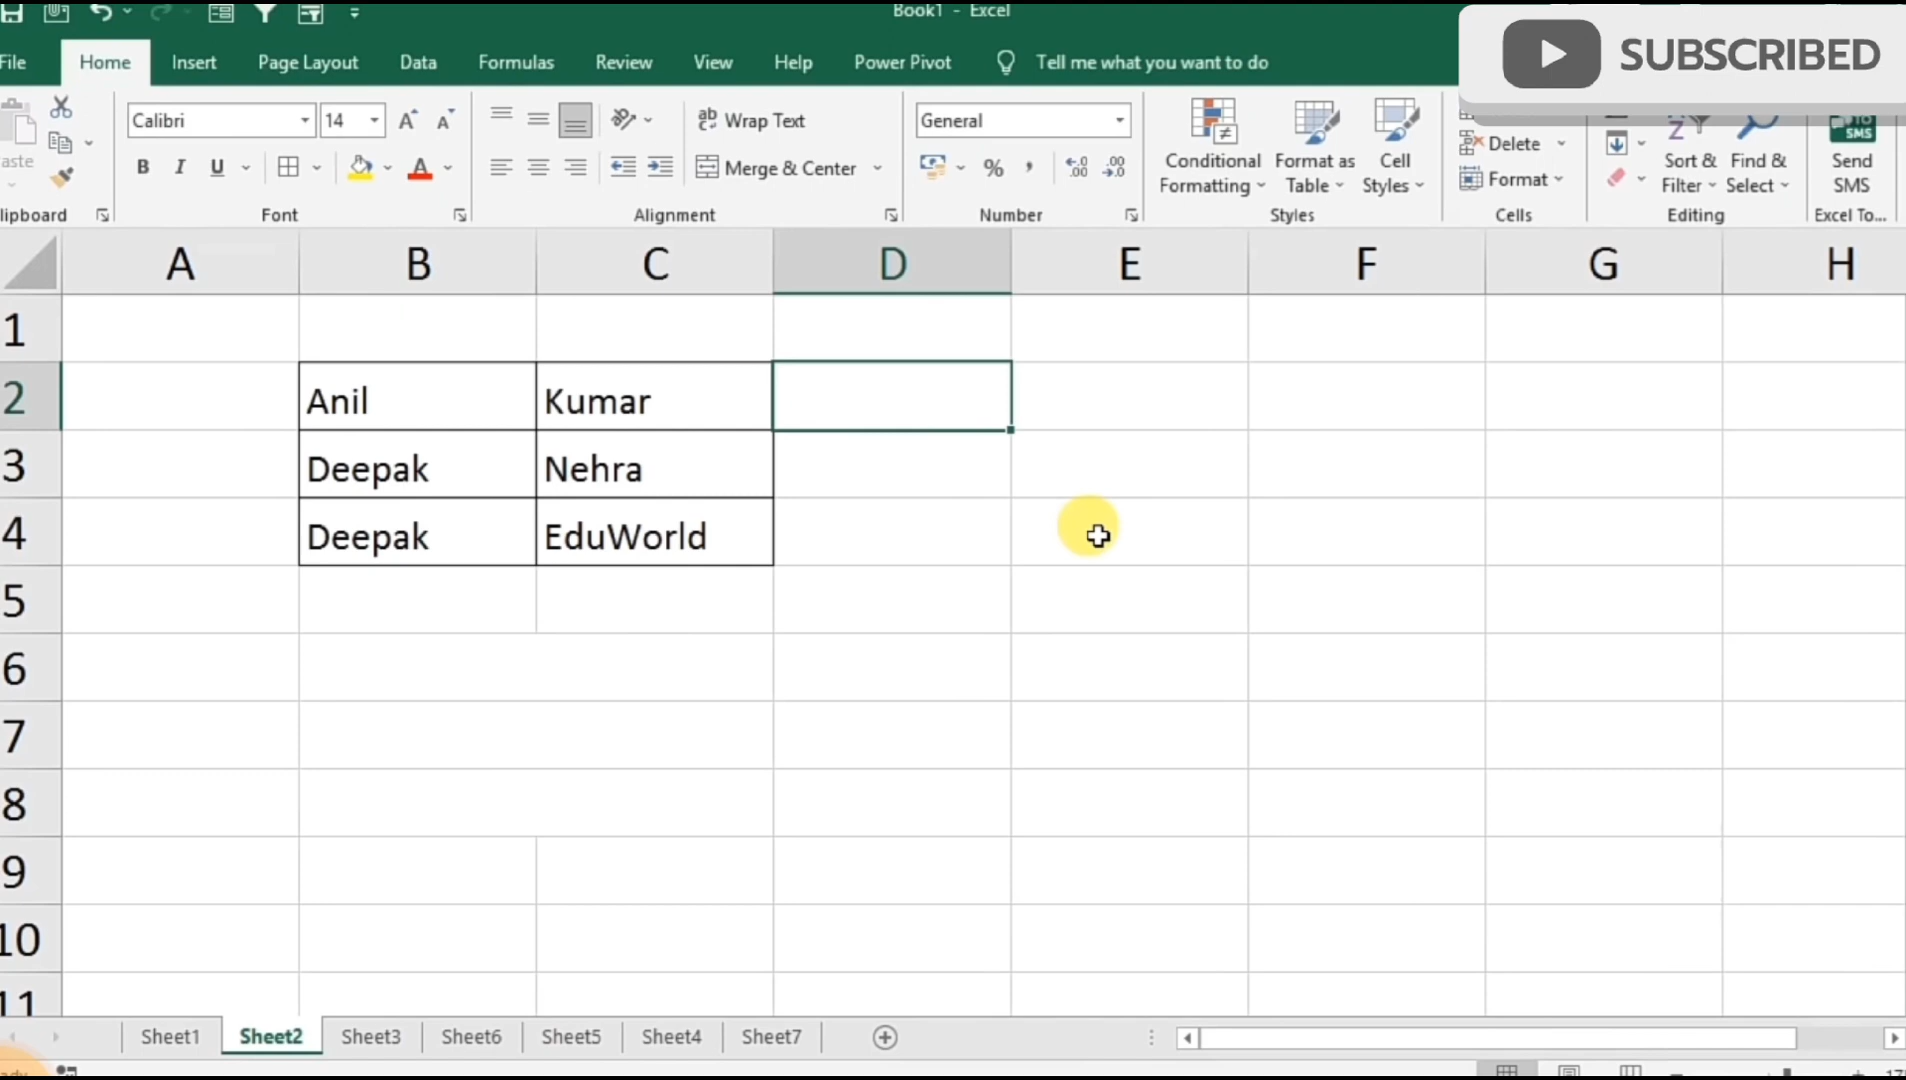 Book1 - Excel
SUBSCRIBED
File Home Insert Page Layout Data Formulas Review View Help Power Pivot Tell me what you want to do
Calibri 14 Wrap Text General
Conditional Formatting Format as Table Cell Styles
Delete
Format
Sort & Filter Find & Select
Send SMS
B I U A Merge & Center %
Font Alignment Number Styles Cells Editing Excel To...
A B C D E F G H
1
2 Anil Kumar
3 Deepak Nehra
4 Deepak EduWorld
5
6
7
8
9
10
11
Sheet1 Sheet2 Sheet3 Sheet6 Sheet5 Sheet4 Sheet7